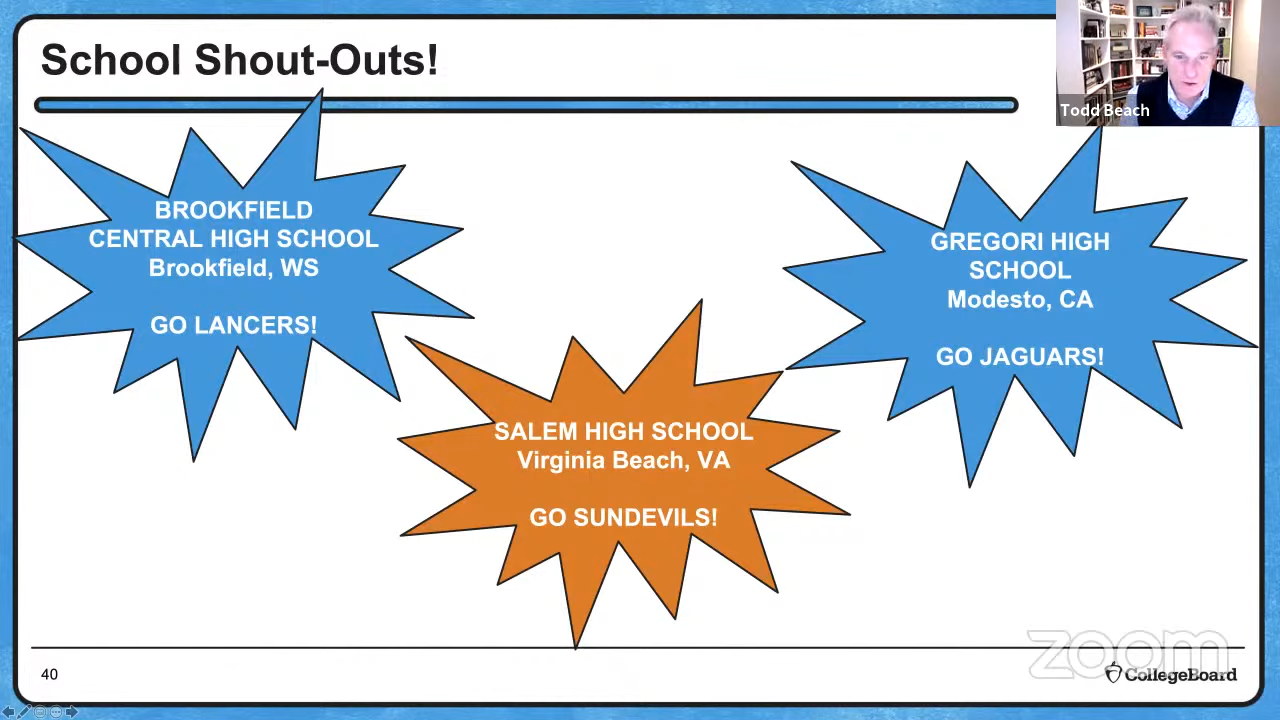 School Shout-Outs!
Todd Beach
BROOKFIELD
CENTRAL HIGH SCHOOL
Brookfield, WS
GO LANCERS!
GREGORI HIGH
SCHOOL
Modesto, CA
GO JAGUARS!
SALEM HIGH SCHOOL
Virginia Beach, VA
GO SUNDEVILS!
zoom
40
CollegeBoard